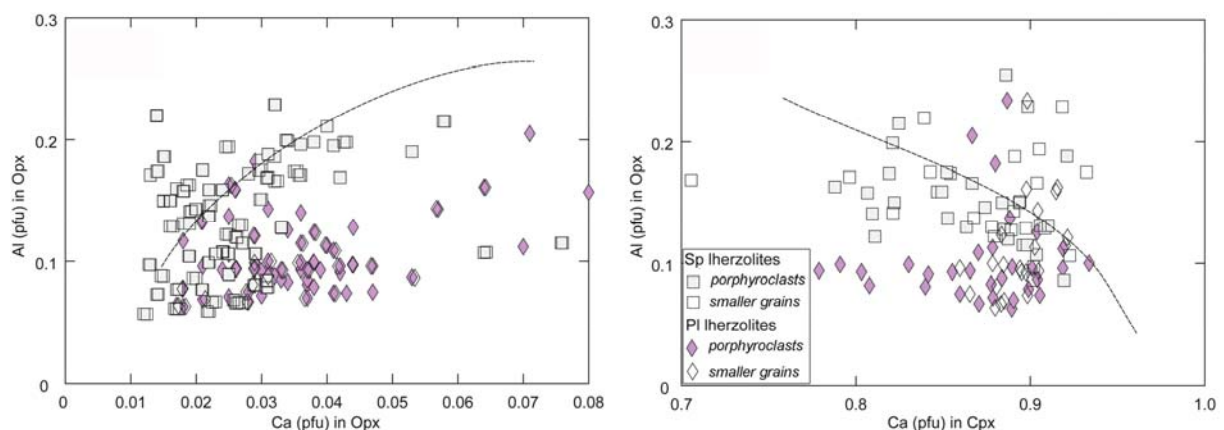 0.3
0.2
0.1
0
Al (pfu) in Opx
0 0.01 0.02 0.03 0.04 0.05 0.06 0.07 0.08
Ca (pfu) in Opx
0.3
0.2
0.1
0
Al (pfu) in Opx
Sp lherzolites
porphyroclasts
smaller grains
Pl lherzolites
porphyroclasts
smaller grains
0.7 0.8 0.9 1.0
Ca (pfu) in Cpx